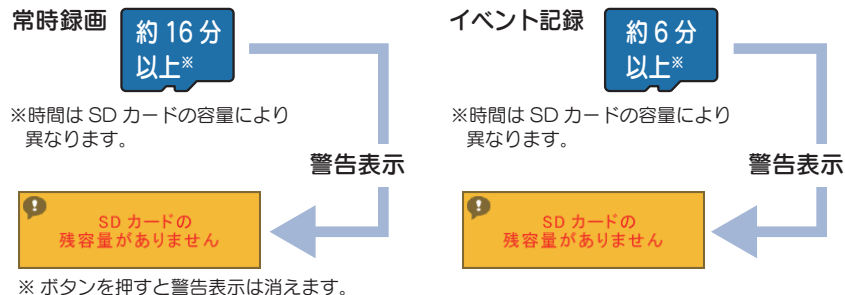 常時録画
約 16 分
以上※
※時間は SD カードの容量により
異なります。
警告表示
SD カードの
残容量がありません
※ ボタンを押すと警告表示は消えます。
イベント記録
約 6 分
以上※
※時間は SD カードの容量により
異なります。
警告表示
SD カードの
残容量がありません